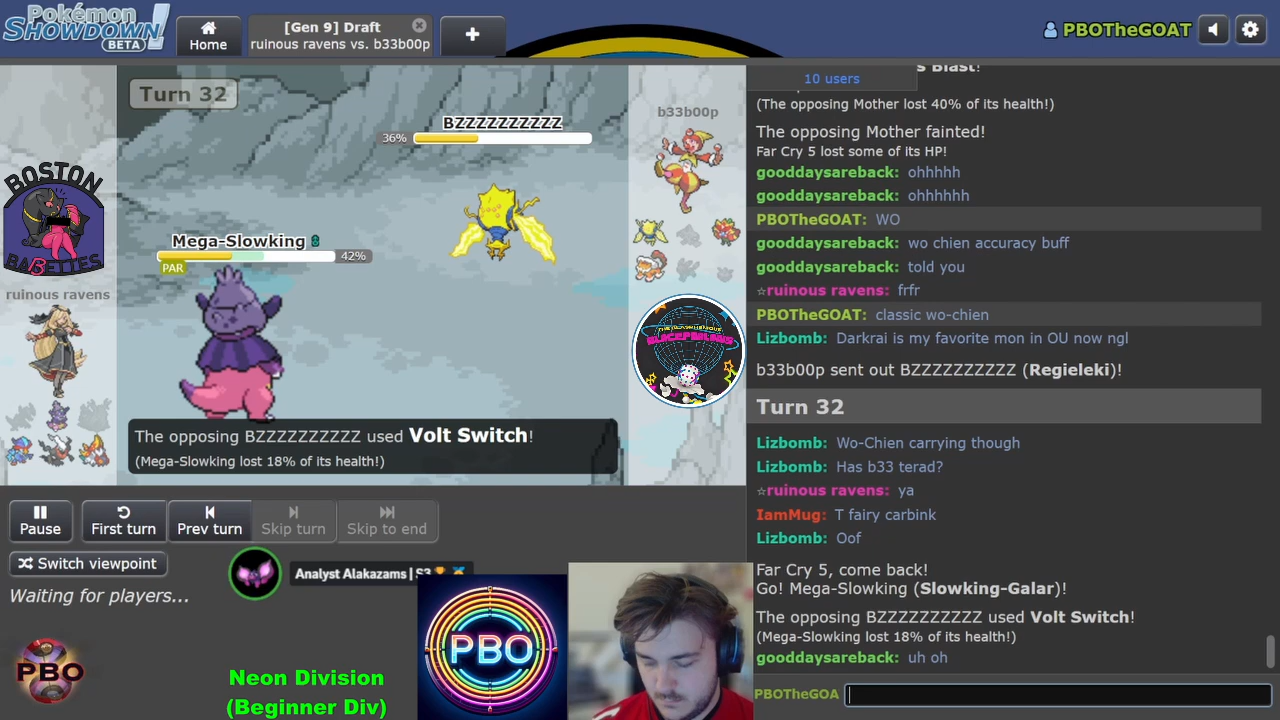 Pokémon
SHOWDOWN!
BETA
Home
[Gen 9] Draft
ruinous ravens vs. b33b00p
+
PBOTheGOAT
Turn 32
BZZZZZZZZZZ
36%
Mega-Slowking
42%
PAR
The opposing BZZZZZZZZZZ used Volt Switch!
(Mega-Slowking lost 18% of its health!)
BOSTON
BABETTES
ruinous ravens
b33b00p
10 users
s Blast!
(The opposing Mother lost 40% of its health!)
The opposing Mother fainted!
Far Cry 5 lost some of its HP!
gooddaysareback: ohhhhh
gooddaysareback: ohhhhhh
PBOTheGOAT: WO
gooddaysareback: wo chien accuracy buff
gooddaysareback: told you
☆ruinous ravens: frfr
PBOTheGOAT: classic wo-chien
Lizbomb: Darkrai is my favorite mon in OU now ngl
b33b00p sent out BZZZZZZZZZZ (Regieleki)!
Turn 32
Lizbomb: Wo-Chien carrying though
Lizbomb: Has b33 terad?
☆ruinous ravens: ya
IamMug: T fairy carbink
Lizbomb: Oof
Far Cry 5, come back!
Go! Mega-Slowking (Slowking-Galar)!
The opposing BZZZZZZZZZZ used Volt Switch!
(Mega-Slowking lost 18% of its health!)
gooddaysareback: uh oh
PBOTheGOA
Pause
First turn
Prev turn
Skip turn
Skip to end
Switch viewpoint
Waiting for players...
Analyst Alakazams | S3
PBO
PBO
Neon Division
(Beginner Div)